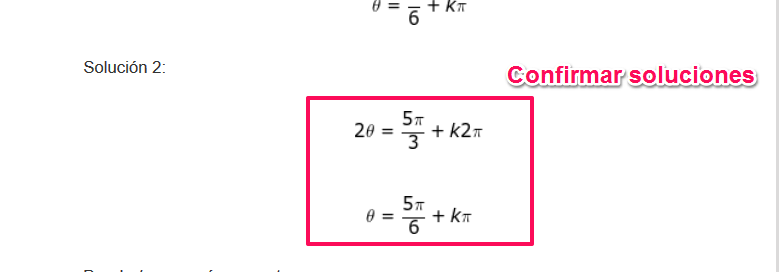 θ = π/6 + kπ
Solución 2:
Confirmar soluciones
2θ = 5π/3 + k2π
θ = 5π/6 + kπ